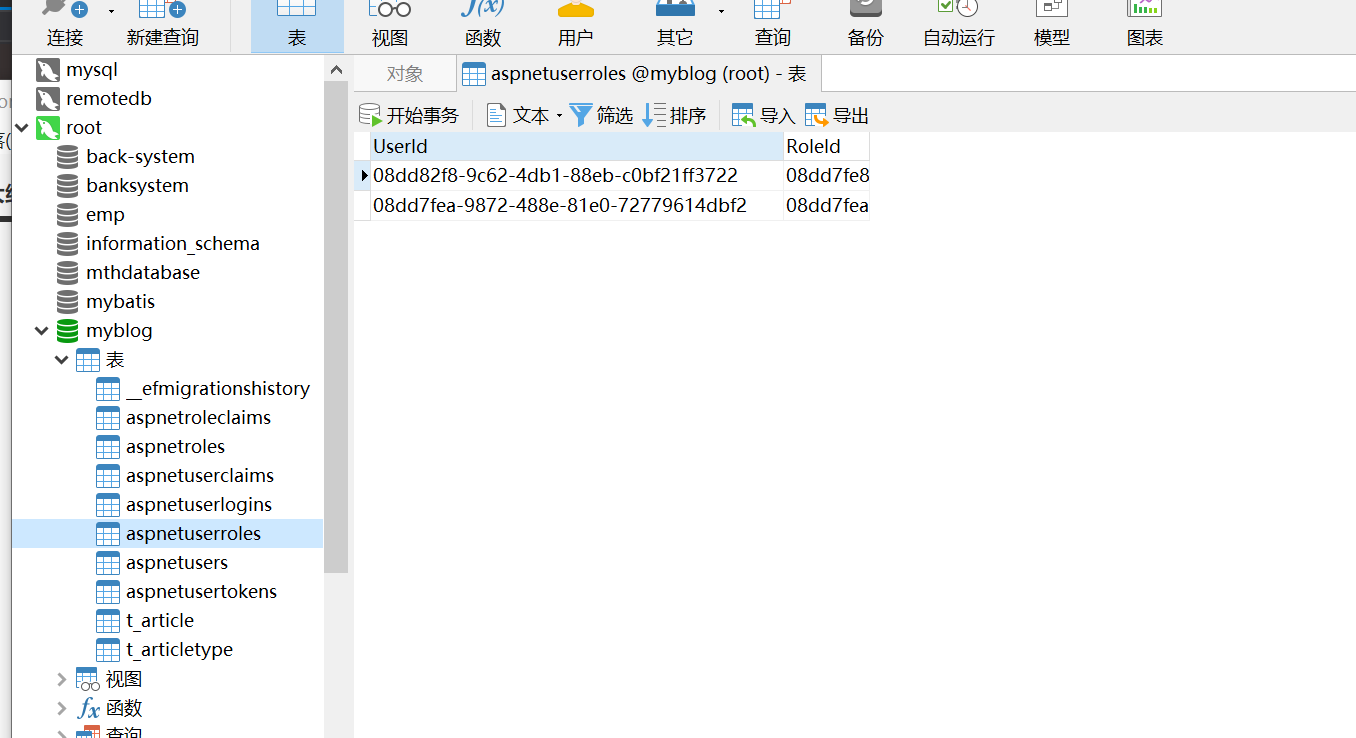 连接
新建查询
表
视图
函数
用户
其它
查询
备份
自动运行
模型
图表
mysql
remotedb
root
back-system
banksystem
emp
information_schema
mthdatabase
mybatis
myblog
表
__efmigrationshistory
aspnetroleclaims
aspnetroles
aspnetuserclaims
aspnetuserlogins
aspnetuserroles
aspnetusers
aspnetusertokens
t_article
t_articletype
视图
fx 函数
查询
对象
aspnetuserroles @myblog (root) - 表
开始事务 文本 筛选 排序 导入 导出
UserId RoleId
08dd82f8-9c62-4db1-88eb-c0bf21ff3722 08dd7fe8
08dd7fea-9872-488e-81e0-72779614dbf2 08dd7fea